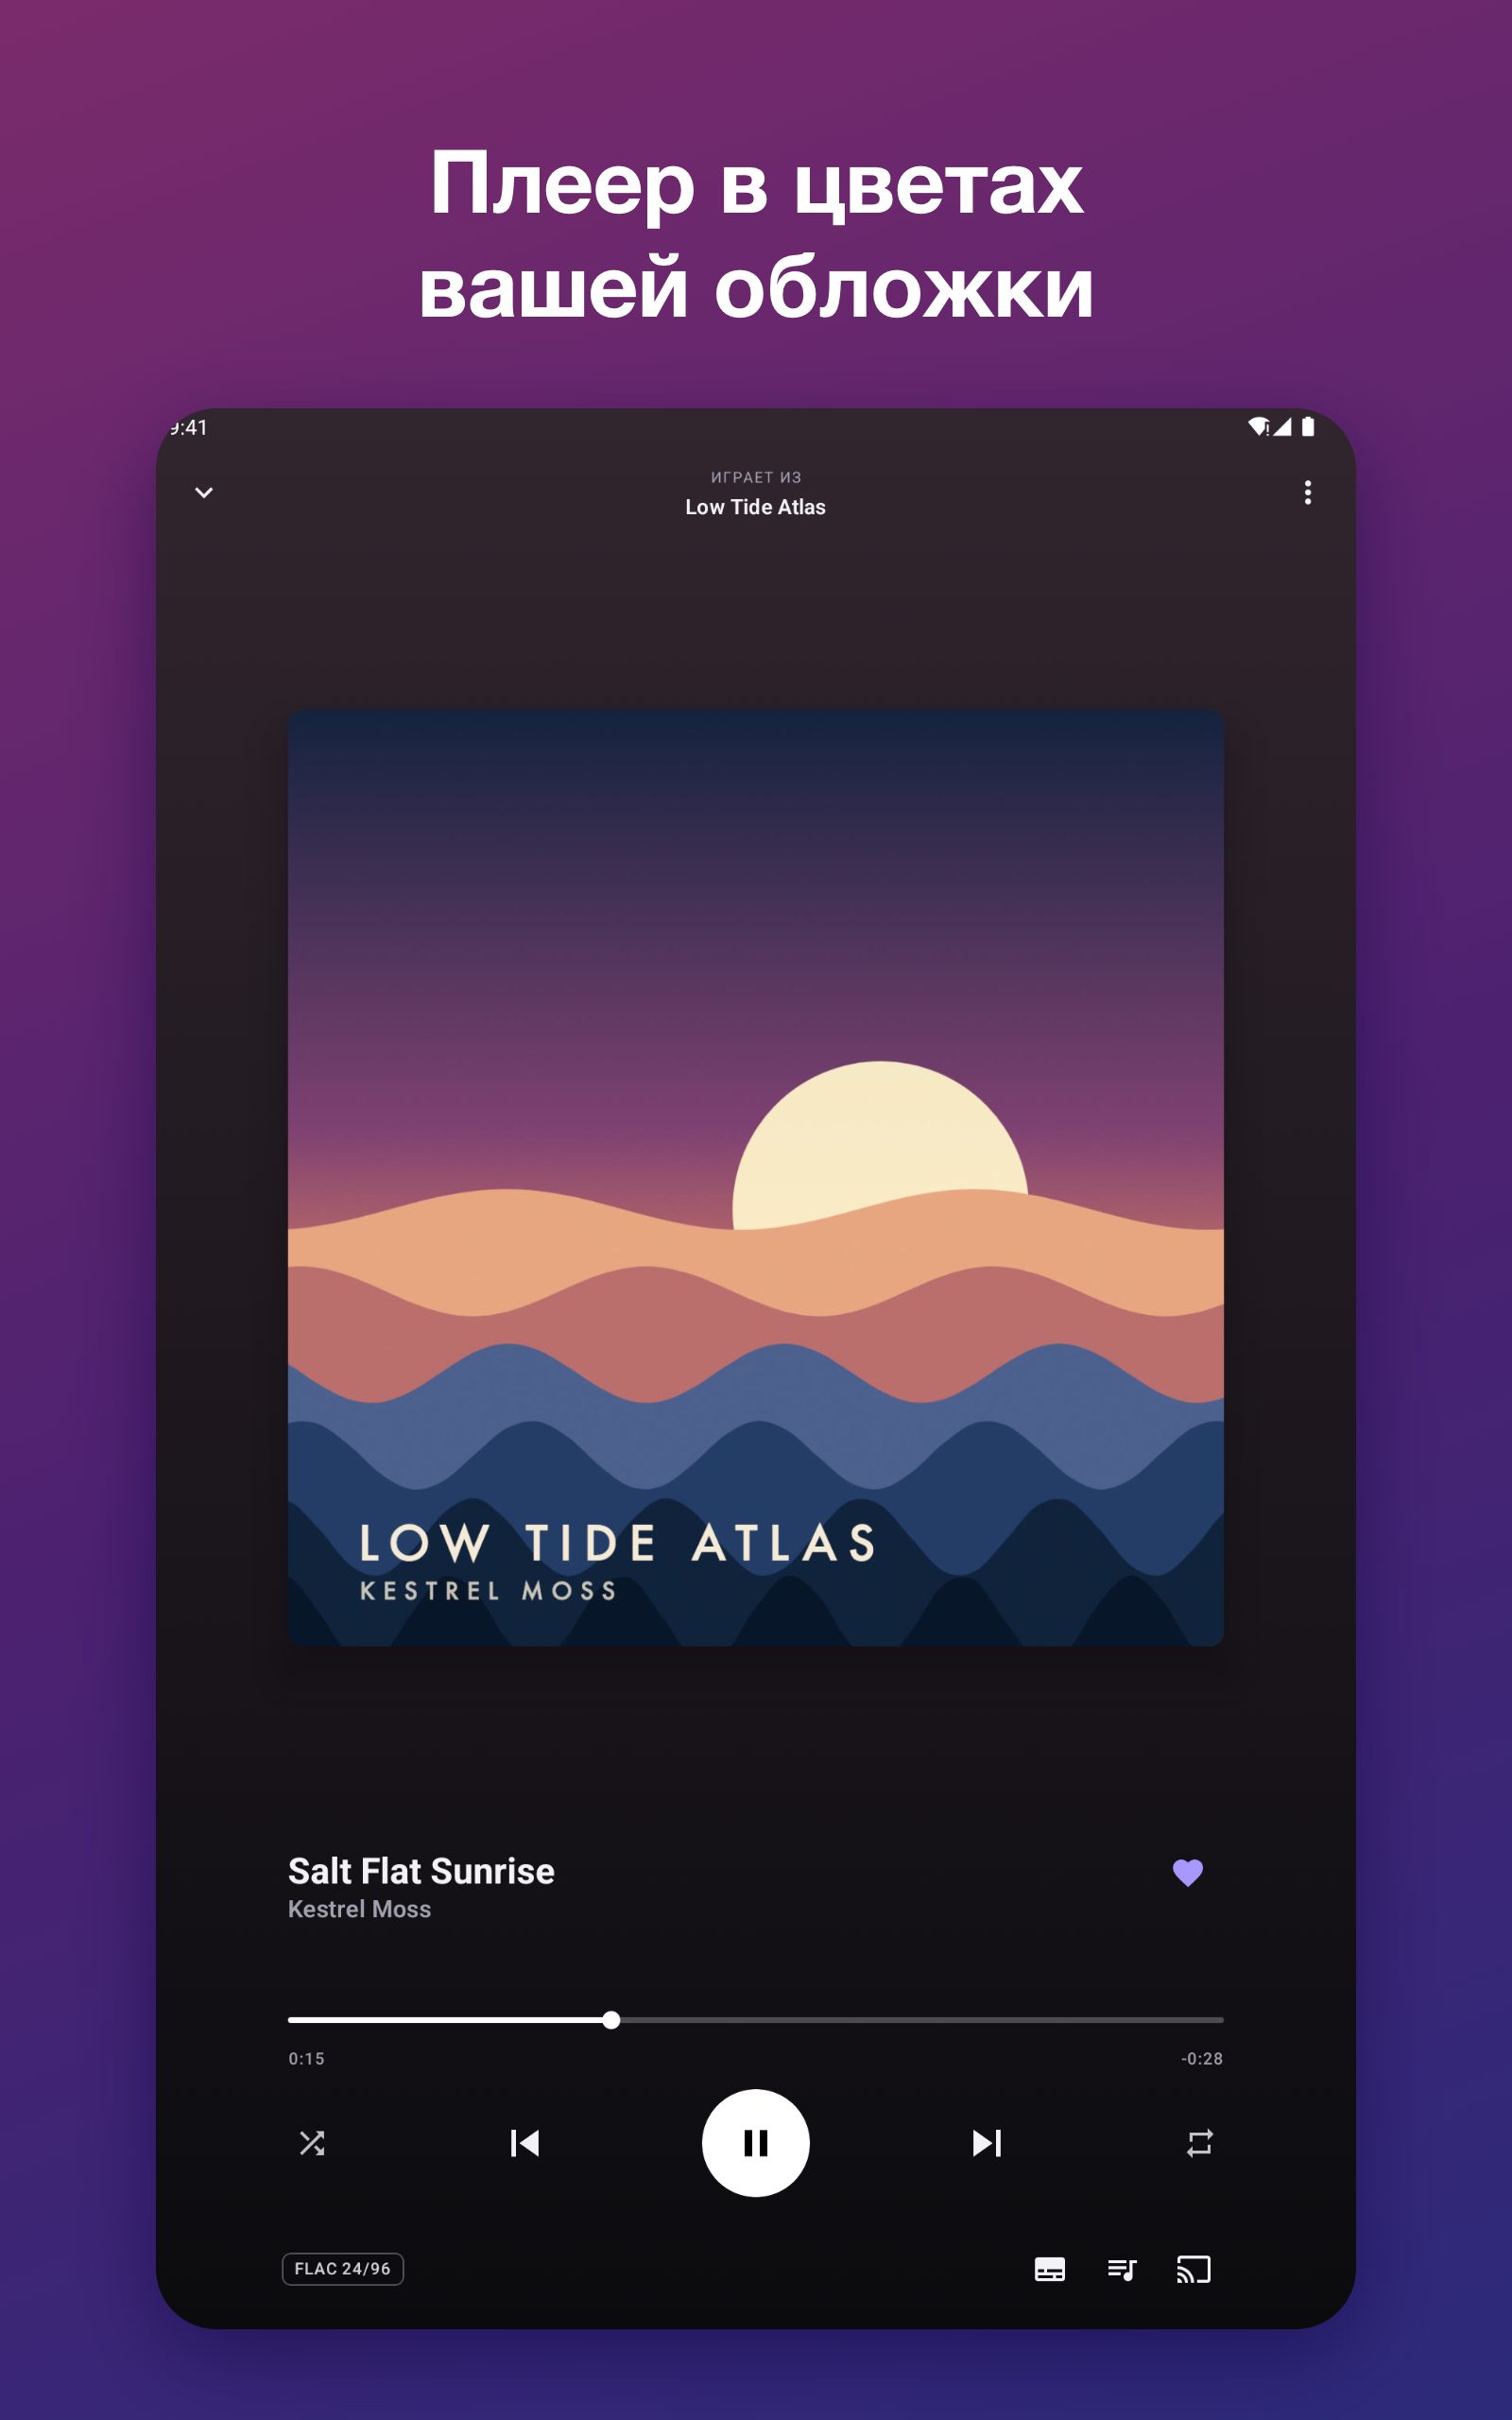 Плеер в цветах
вашей обложки
9:41
ИГРАЕТ ИЗ
Low Tide Atlas
LOW TIDE ATLAS
KESTREL MOSS
Salt Flat Sunrise
Kestrel Moss
0:15
-0:28
FLAC 24/96